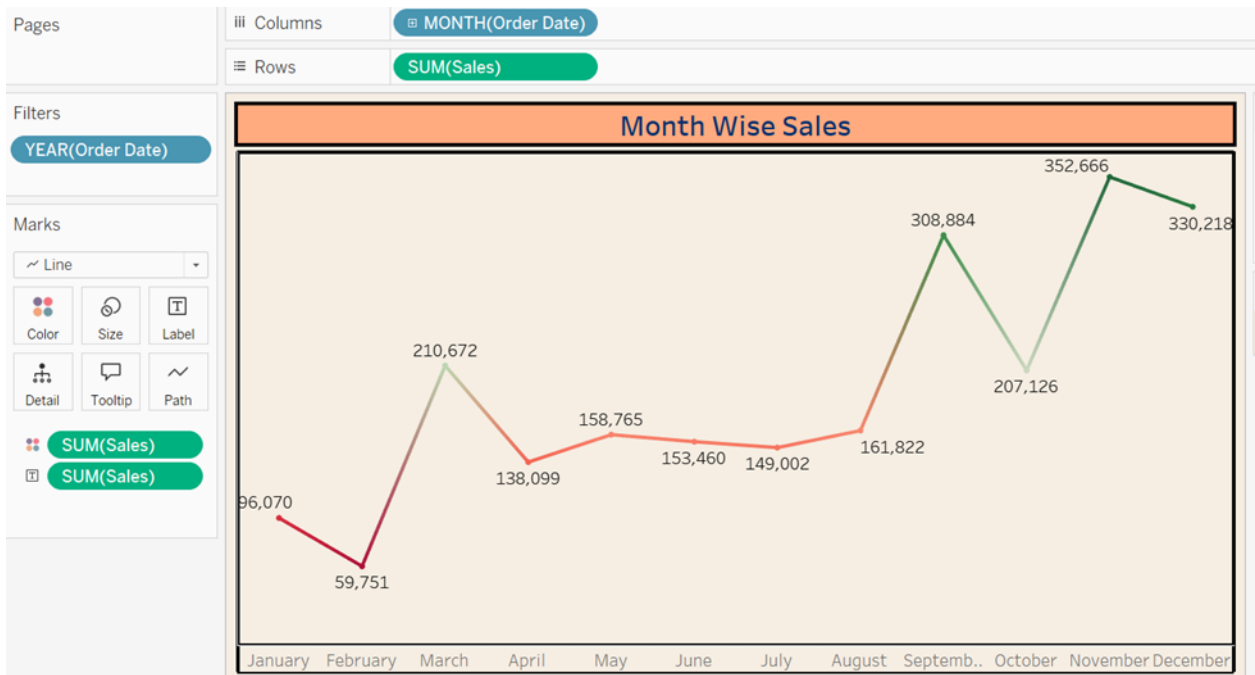 Pages
Columns
MONTH(Order Date)
Rows
SUM(Sales)
Filters
YEAR(Order Date)
Marks
Line
Color Size Label
Detail Tooltip Path
SUM(Sales)
SUM(Sales)
Month Wise Sales
352,666
330,218
308,884
210,672
207,126
158,765
161,822
153,460
149,002
138,099
96,070
59,751
January February March April May June July August Septemb.. October November December